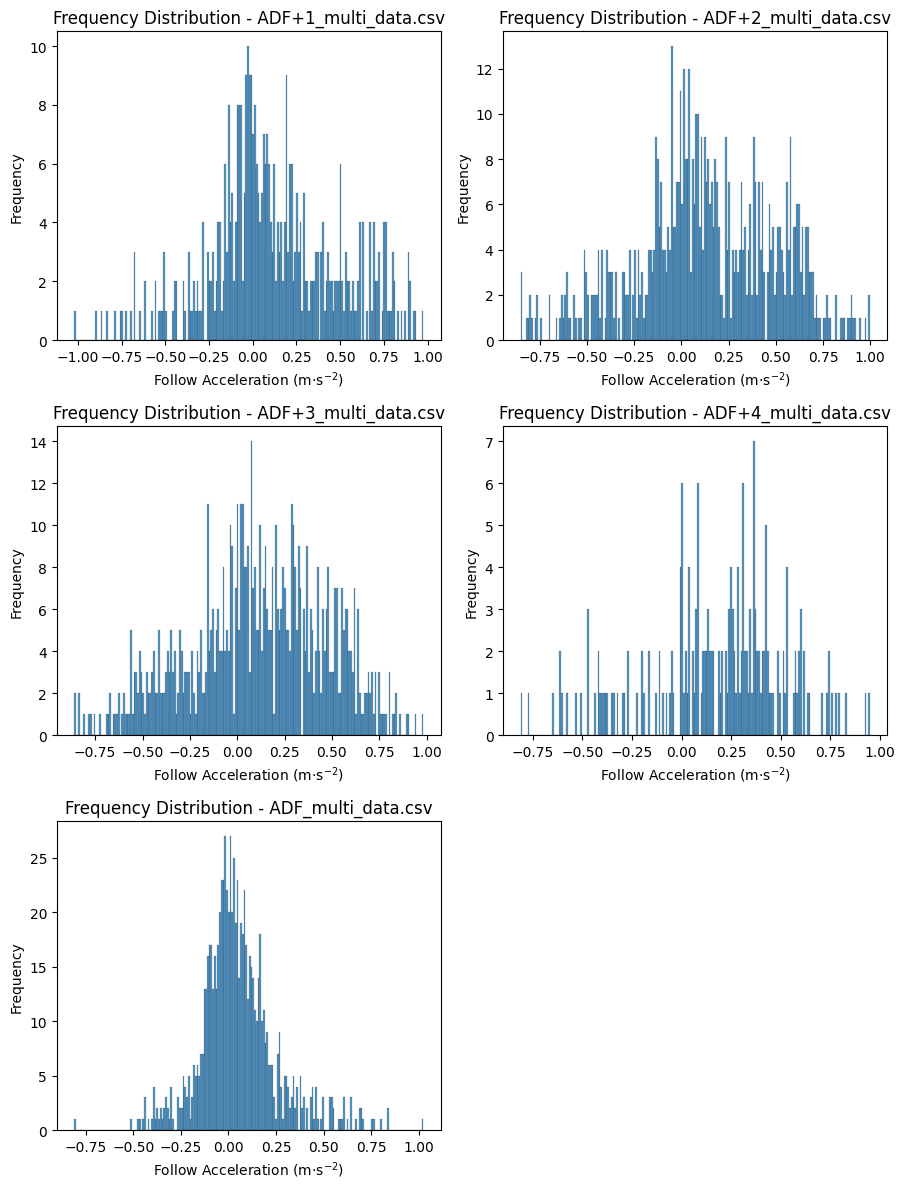 Frequency Distribution - ADF+1_multi_data.csv
10
8
6
4
2
0
Frequency
−1.00 −0.75 −0.50 −0.25 0.00 0.25 0.50 0.75 1.00
Follow Acceleration (m·s⁻²)
Frequency Distribution - ADF+2_multi_data.csv
12
10
8
6
4
2
0
Frequency
−0.75 −0.50 −0.25 0.00 0.25 0.50 0.75 1.00
Follow Acceleration (m·s⁻²)
Frequency Distribution - ADF+3_multi_data.csv
14
12
10
8
6
4
2
0
Frequency
−0.75 −0.50 −0.25 0.00 0.25 0.50 0.75 1.00
Follow Acceleration (m·s⁻²)
Frequency Distribution - ADF+4_multi_data.csv
7
6
5
4
3
2
1
0
Frequency
−0.75 −0.50 −0.25 0.00 0.25 0.50 0.75 1.00
Follow Acceleration (m·s⁻²)
Frequency Distribution - ADF_multi_data.csv
25
20
15
10
5
0
Frequency
−0.75 −0.50 −0.25 0.00 0.25 0.50 0.75 1.00
Follow Acceleration (m·s⁻²)